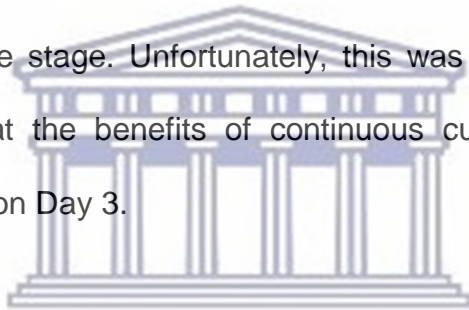 e stage. Unfortunately, this was
at the benefits of continuous cu
on Day 3.